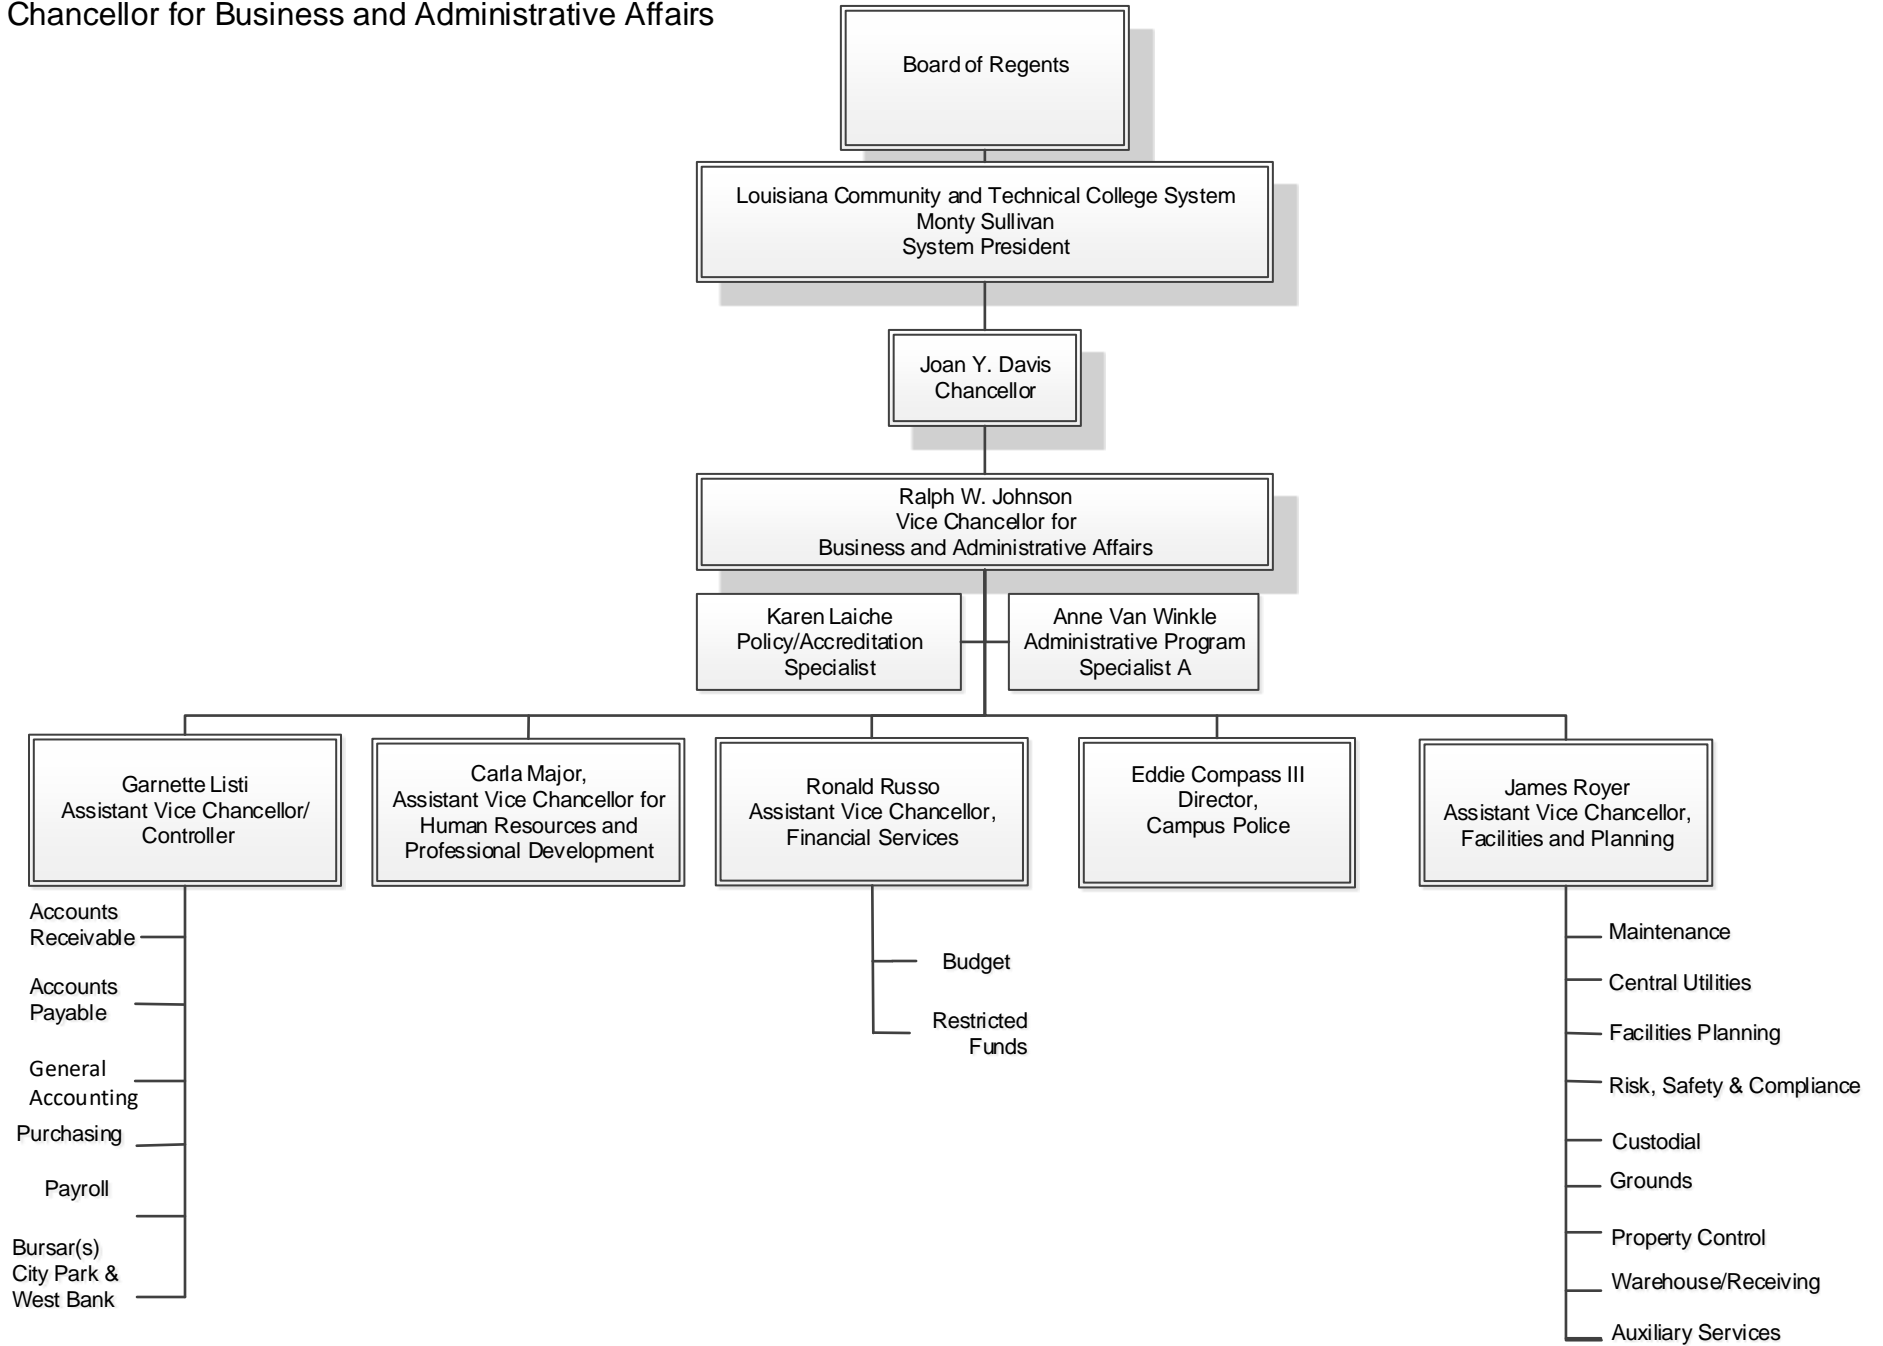 Chancellor for Business and Administrative Affairs
Board of Regents
Louisiana Community and Technical College System
Monty Sullivan
System President
Joan Y. Davis
Chancellor
Ralph W. Johnson
Vice Chancellor for
Business and Administrative Affairs
Karen Laiche
Policy/Accreditation
Specialist
Anne Van Winkle
Administrative Program
Specialist A
Garnette Listi
Assistant Vice Chancellor/
Controller
Carla Major,
Assistant Vice Chancellor for
Human Resources and
Professional Development
Ronald Russo
Assistant Vice Chancellor,
Financial Services
Eddie Compass III
Director,
Campus Police
James Royer
Assistant Vice Chancellor,
Facilities and Planning
Accounts
Receivable
Accounts
Payable
General
Accounting
Purchasing
Payroll
Bursar(s)
City Park &
West Bank
Budget
Restricted
Funds
Maintenance
Central Utilities
Facilities Planning
Risk, Safety & Compliance
Custodial
Grounds
Property Control
Warehouse/Receiving
Auxiliary Services